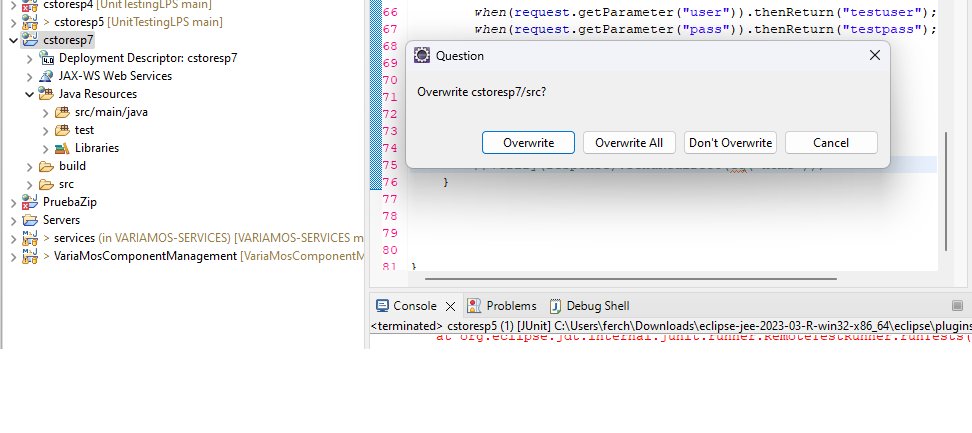 cstoresp4 [UnitTestingLPS main]
> cstoresp5 [UnitTestingLPS main]
cstoresp7
Deployment Descriptor: cstoresp7
JAX-WS Web Services
Java Resources
src/main/java
test
Libraries
build
src
PruebaZip
Servers
> services (in VARIAMOS-SERVICES) [VARIAMOS-SERVICES m
> VariaMosComponentManagement [VariaMosComponentM
66 when(request.getParameter("user")).thenReturn("testuser");
67 when(request.getParameter("pass")).thenReturn("testpass");
68
69
70
71
72
73
74
75
76 }
77
78
79
80
81 }
Question
Overwrite cstoresp7/src?
Overwrite
Overwrite All
Don't Overwrite
Cancel
Console
Problems
Debug Shell
<terminated> cstoresp5 (1) [JUnit] C:\Users\ferch\Downloads\eclipse-jee-2023-03-R-win32-x86_64\eclipse\plugins
at org.eclipse.jdt.internal.junit.runner.RemoteTestRunner.runTests(